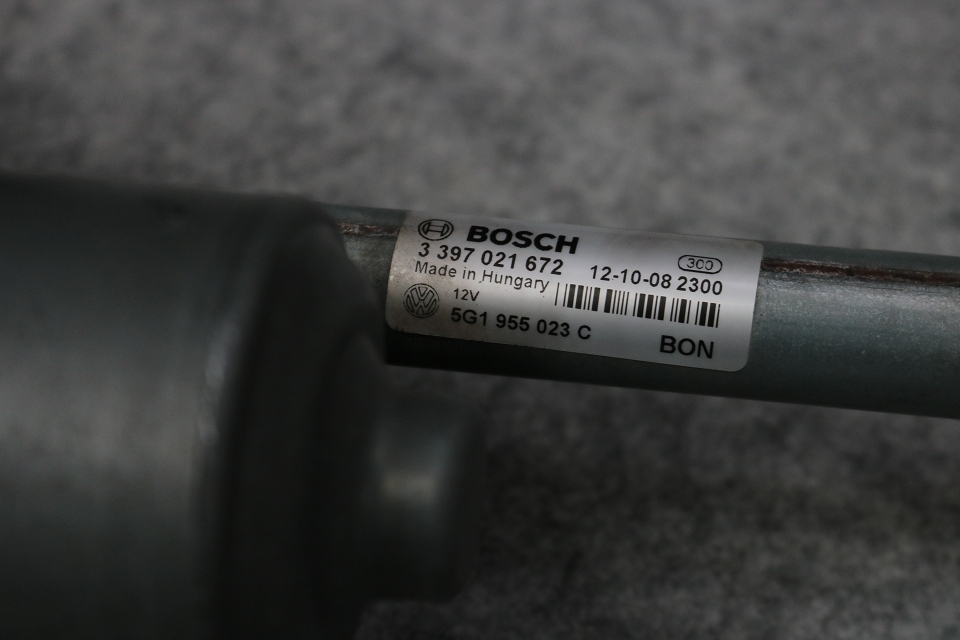 BOSCH
3 397 021 672 12-10-08 2300
300
Made in Hungary
12V
5G1 955 023 C
BON